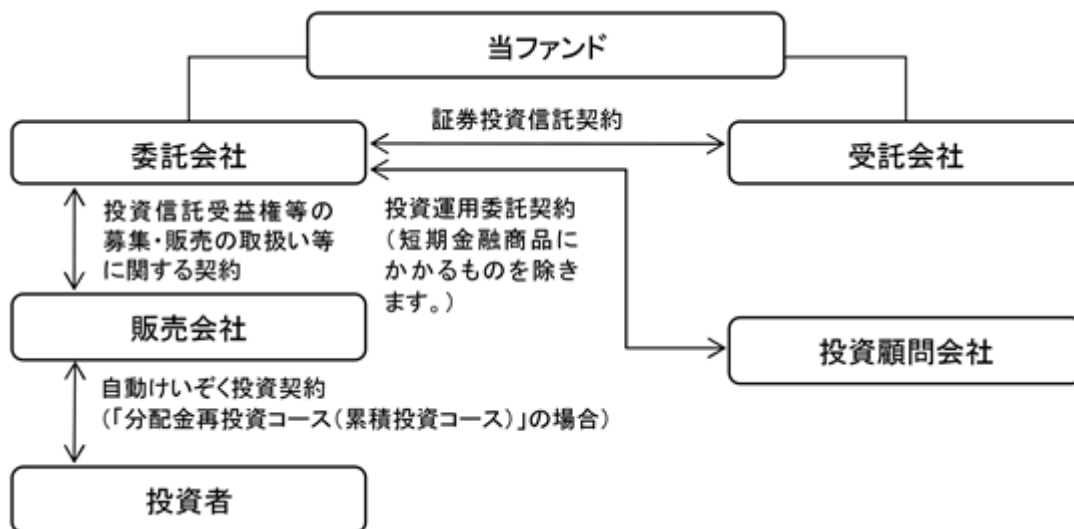 当ファンド
証券投資信託契約
委託会社
受託会社
投資信託受益権等の
募集・販売の取扱い等
に関する契約
投資運用委託契約
（短期金融商品に
かかるものを除き
ます。）
販売会社
投資顧問会社
自動けいぞく投資契約
（「分配金再投資コース（累積投資コース）」の場合）
投資者